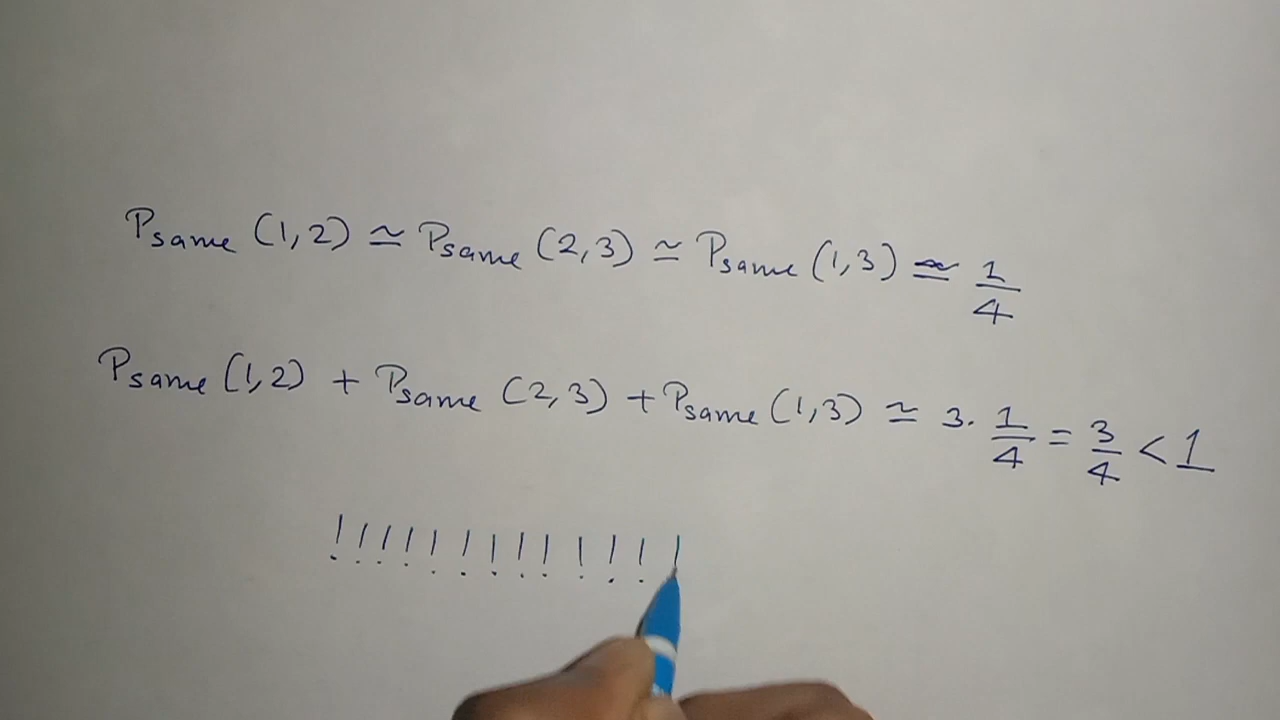 Psame (1,2) ≃ Psame (2,3) ≃ Psame (1,3) ≃ 1/4
Psame (1,2) + Psame (2,3) + Psame (1,3) ≃ 3. 1/4 = 3/4 < 1
!!!!!!!!!!!!!